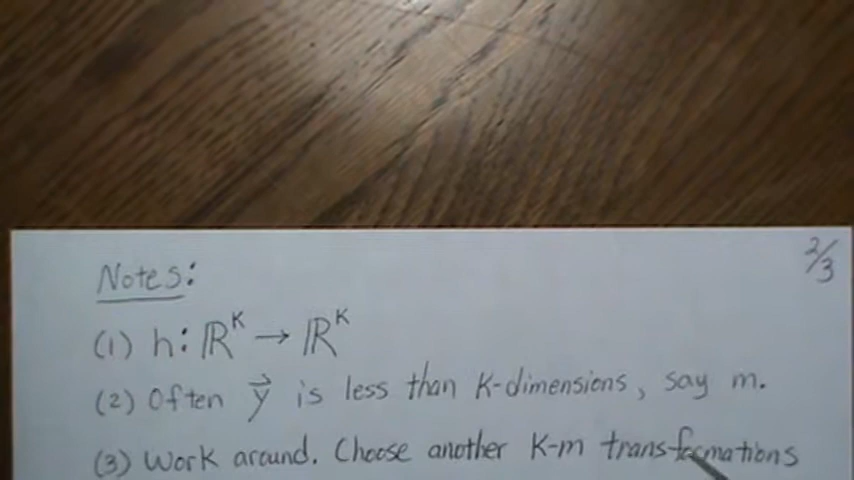 2/3
Notes:
(1) h: ℝ^K → ℝ^K
(2) Often y⃗ is less than K-dimensions, say m.
(3) Work around. Choose another K-m transformations